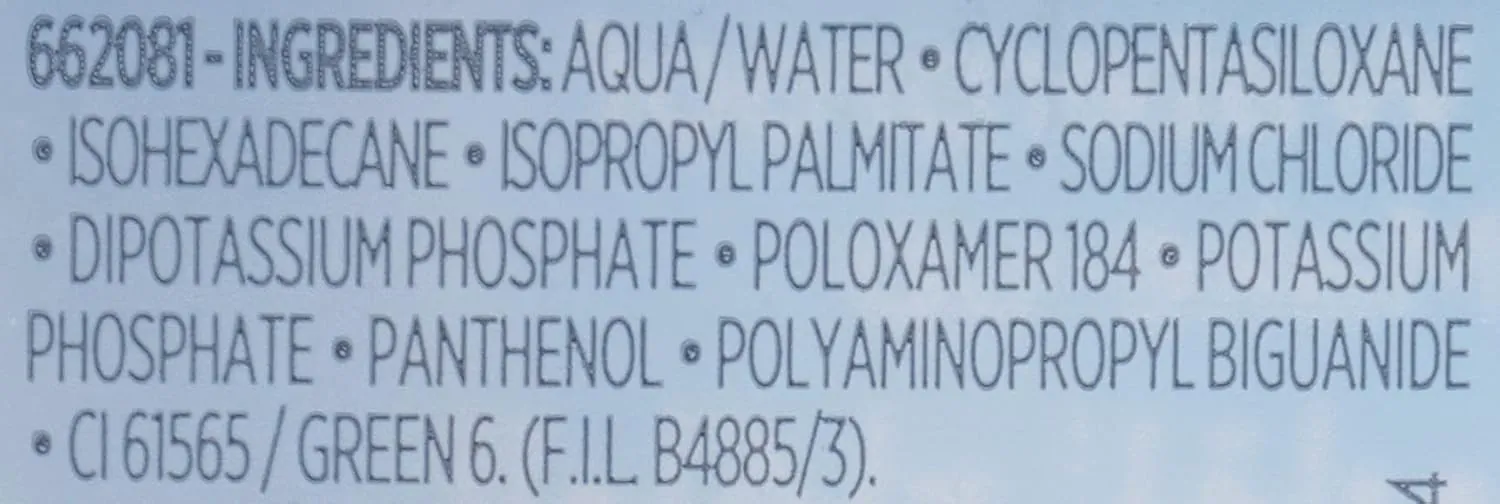 662081 - INGREDIENTS: AQUA / WATER • CYCLOPENTASILOXANE
• ISOHEXADECANE • ISOPROPYL PALMITATE • SODIUM CHLORIDE
• DIPOTASSIUM PHOSPHATE • POLOXAMER 184 • POTASSIUM
PHOSPHATE • PANTHENOL • POLYAMINOPROPYL BIGUANIDE
• CI 61565 / GREEN 6. (F.I.L. B4885/3).